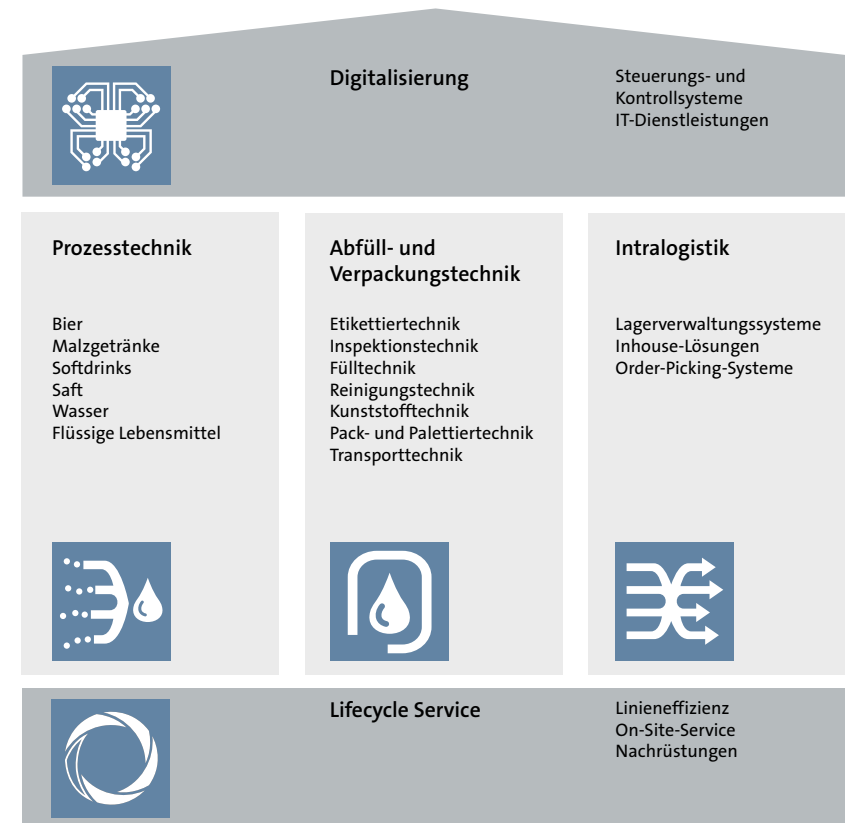 Digitalisierung
Steuerungs- und
Kontrollsysteme
IT-Dienstleistungen
Prozesstechnik
Bier
Malzgetränke
Softdrinks
Saft
Wasser
Flüssige Lebensmittel
Abfüll- und
Verpackungstechnik
Etikettiertechnik
Inspektionstechnik
Fülltechnik
Reinigungstechnik
Kunststofftechnik
Pack- und Palettiertechnik
Transporttechnik
Intralogistik
Lagerverwaltungssysteme
Inhouse-Lösungen
Order-Picking-Systeme
Lifecycle Service
Linieneffizienz
On-Site-Service
Nachrüstungen